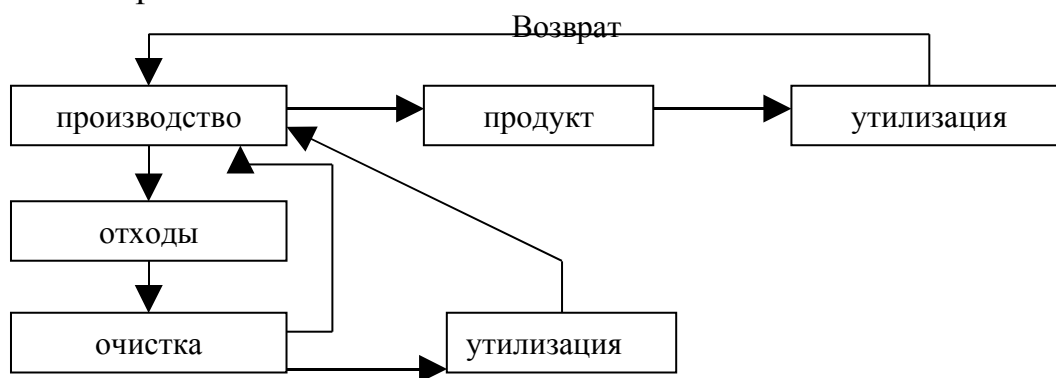 Возврат
производство
продукт
утилизация
отходы
очистка
утилизация